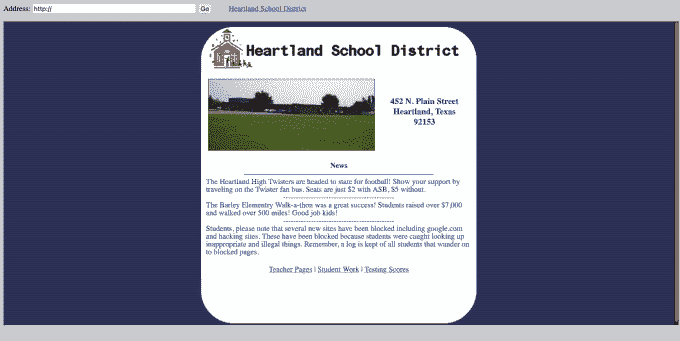 Address: http:// Go Heartland School District
Heartland School District
452 N. Plain Street
Heartland, Texas
92153
News
The Heartland High Twisters are headed to state for football! Show your support by
traveling on the Twister fan bus. Seats are just $2 with ASB, $5 without.
The Barley Elementry Walk-a-thon was a great success! Students raised over $7,000
and walked over 500 miles! Good job kids!
Students, please note that several new sites have been blocked including google.com
and hacking sites. These have been blocked because students were caught looking up
inappropriate and illegal things. Remember, a log is kept of all students that wander on
to blocked pages.
Teacher Pages | Student Work | Testing Scores